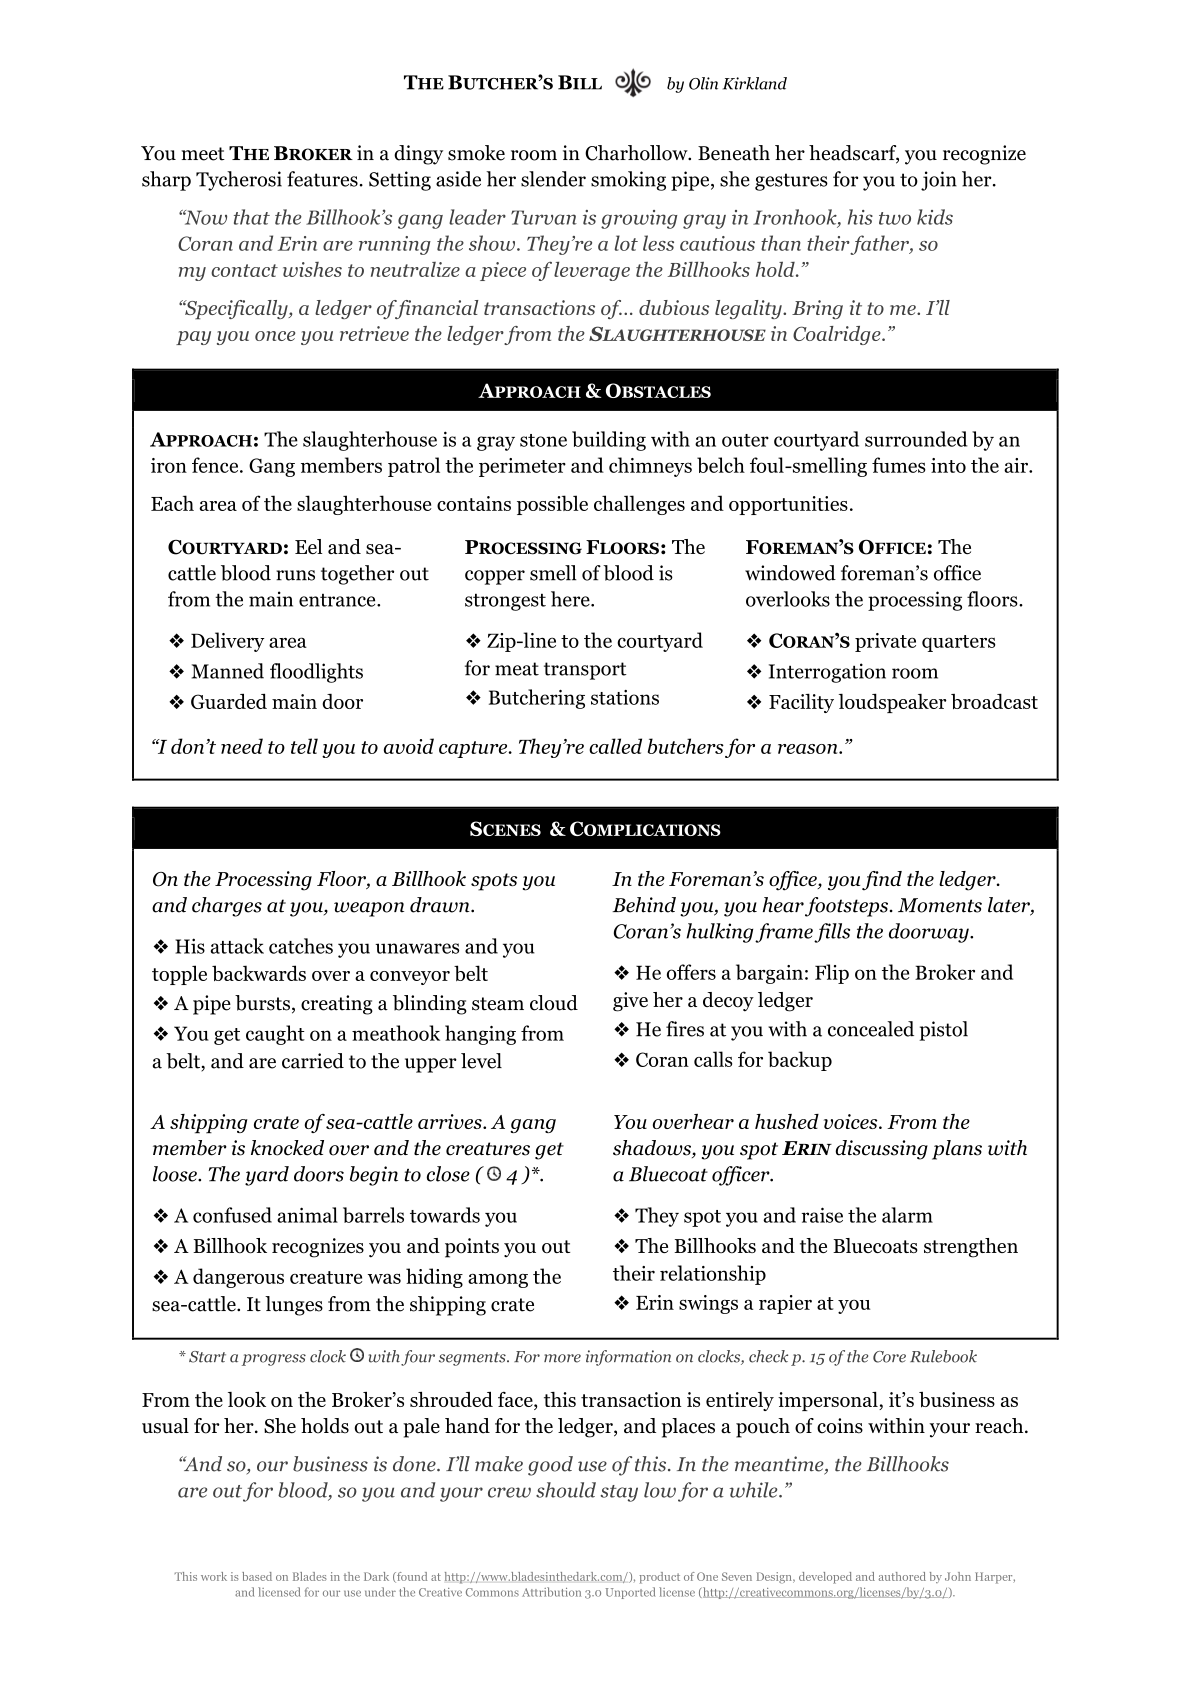 THE BUTCHER'S BILL by Olin Kirkland
You meet THE BROKER in a dingy smoke room in Charhollow. Beneath her headscarf, you recognize
sharp Tycherosi features. Setting aside her slender smoking pipe, she gestures for you to join her.
“Now that the Billhook’s gang leader Turvan is growing gray in Ironhook, his two kids
Coran and Erin are running the show. They’re a lot less cautious than their father, so
my contact wishes to neutralize a piece of leverage the Billhooks hold.”
“Specifically, a ledger of financial transactions of... dubious legality. Bring it to me. I’ll
pay you once you retrieve the ledger from the SLAUGHTERHOUSE in Coalridge.”
APPROACH & OBSTACLES
APPROACH: The slaughterhouse is a gray stone building with an outer courtyard surrounded by an
iron fence. Gang members patrol the perimeter and chimneys belch foul-smelling fumes into the air.
Each area of the slaughterhouse contains possible challenges and opportunities.
COURTYARD: Eel and sea-
cattle blood runs together out
from the main entrance.
❖ Delivery area
❖ Manned floodlights
❖ Guarded main door
PROCESSING FLOORS: The
copper smell of blood is
strongest here.
❖ Zip-line to the courtyard
for meat transport
❖ Butchering stations
FOREMAN’S OFFICE: The
windowed foreman’s office
overlooks the processing floors.
❖ CORAN’S private quarters
❖ Interrogation room
❖ Facility loudspeaker broadcast
“I don’t need to tell you to avoid capture. They’re called butchers for a reason.”
SCENES & COMPLICATIONS
On the Processing Floor, a Billhook spots you
and charges at you, weapon drawn.
❖ His attack catches you unawares and you
topple backwards over a conveyor belt
❖ A pipe bursts, creating a blinding steam cloud
❖ You get caught on a meathook hanging from
a belt, and are carried to the upper level
In the Foreman’s office, you find the ledger.
Behind you, you hear footsteps. Moments later,
Coran’s hulking frame fills the doorway.
❖ He offers a bargain: Flip on the Broker and
give her a decoy ledger
❖ He fires at you with a concealed pistol
❖ Coran calls for backup
A shipping crate of sea-cattle arrives. A gang
member is knocked over and the creatures get
loose. The yard doors begin to close ( 4 )*.
❖ A confused animal barrels towards you
❖ A Billhook recognizes you and points you out
❖ A dangerous creature was hiding among the
sea-cattle. It lunges from the shipping crate
You overhear a hushed voices. From the
shadows, you spot ERIN discussing plans with
a Bluecoat officer.
❖ They spot you and raise the alarm
❖ The Billhooks and the Bluecoats strengthen
their relationship
❖ Erin swings a rapier at you
* Start a progress clock with four segments. For more information on clocks, check p. 15 of the Core Rulebook
From the look on the Broker’s shrouded face, this transaction is entirely impersonal, it’s business as
usual for her. She holds out a pale hand for the ledger, and places a pouch of coins within your reach.
“And so, our business is done. I’ll make good use of this. In the meantime, the Billhooks
are out for blood, so you and your crew should stay low for a while.”
This work is based on Blades in the Dark (found at http://www.bladesinthedark.com/), product of One Seven Design, developed and authored by John Harper,
and licensed for our use under the Creative Commons Attribution 3.0 Unported license (http://creativecommons.org/licenses/by/3.0/).